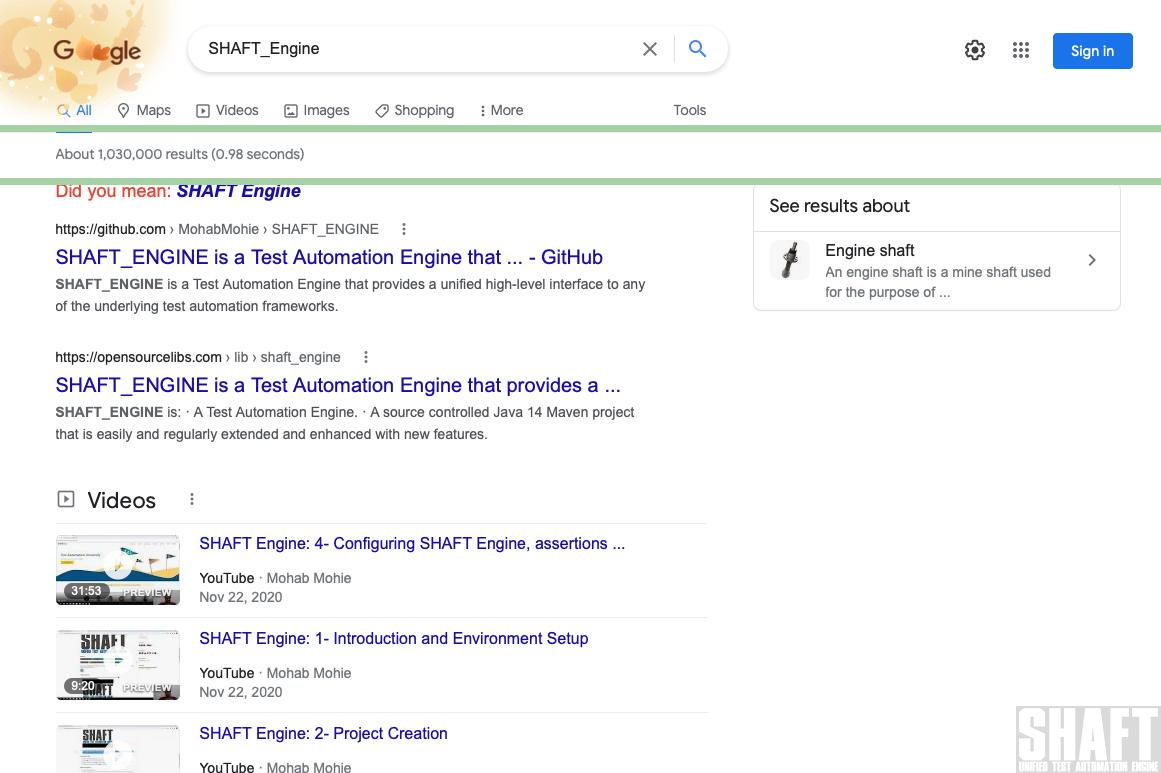 Google
SHAFT_Engine
Sign in
All
Maps
Videos
Images
Shopping
More
Tools
About 1,030,000 results (0.98 seconds)
Did you mean: SHAFT Engine
https://github.com › MohabMohie › SHAFT_ENGINE
SHAFT_ENGINE is a Test Automation Engine that ... - GitHub
SHAFT_ENGINE is a Test Automation Engine that provides a unified high-level interface to any
of the underlying test automation frameworks.
https://opensourcelibs.com › lib › shaft_engine
SHAFT_ENGINE is a Test Automation Engine that provides a ...
SHAFT_ENGINE is: · A Test Automation Engine. · A source controlled Java 14 Maven project
that is easily and regularly extended and enhanced with new features.
See results about
Engine shaft
An engine shaft is a mine shaft used
for the purpose of ...
Videos
31:53
PREVIEW
SHAFT Engine: 4- Configuring SHAFT Engine, assertions ...
YouTube · Mohab Mohie
Nov 22, 2020
SHAFT
9:20
PREVIEW
SHAFT Engine: 1- Introduction and Environment Setup
YouTube · Mohab Mohie
Nov 22, 2020
SHAFT
SHAFT Engine: 2- Project Creation
YouTube · Mohab Mohie
SHAFT
UNIFIED TEST AUTOMATION ENGINE